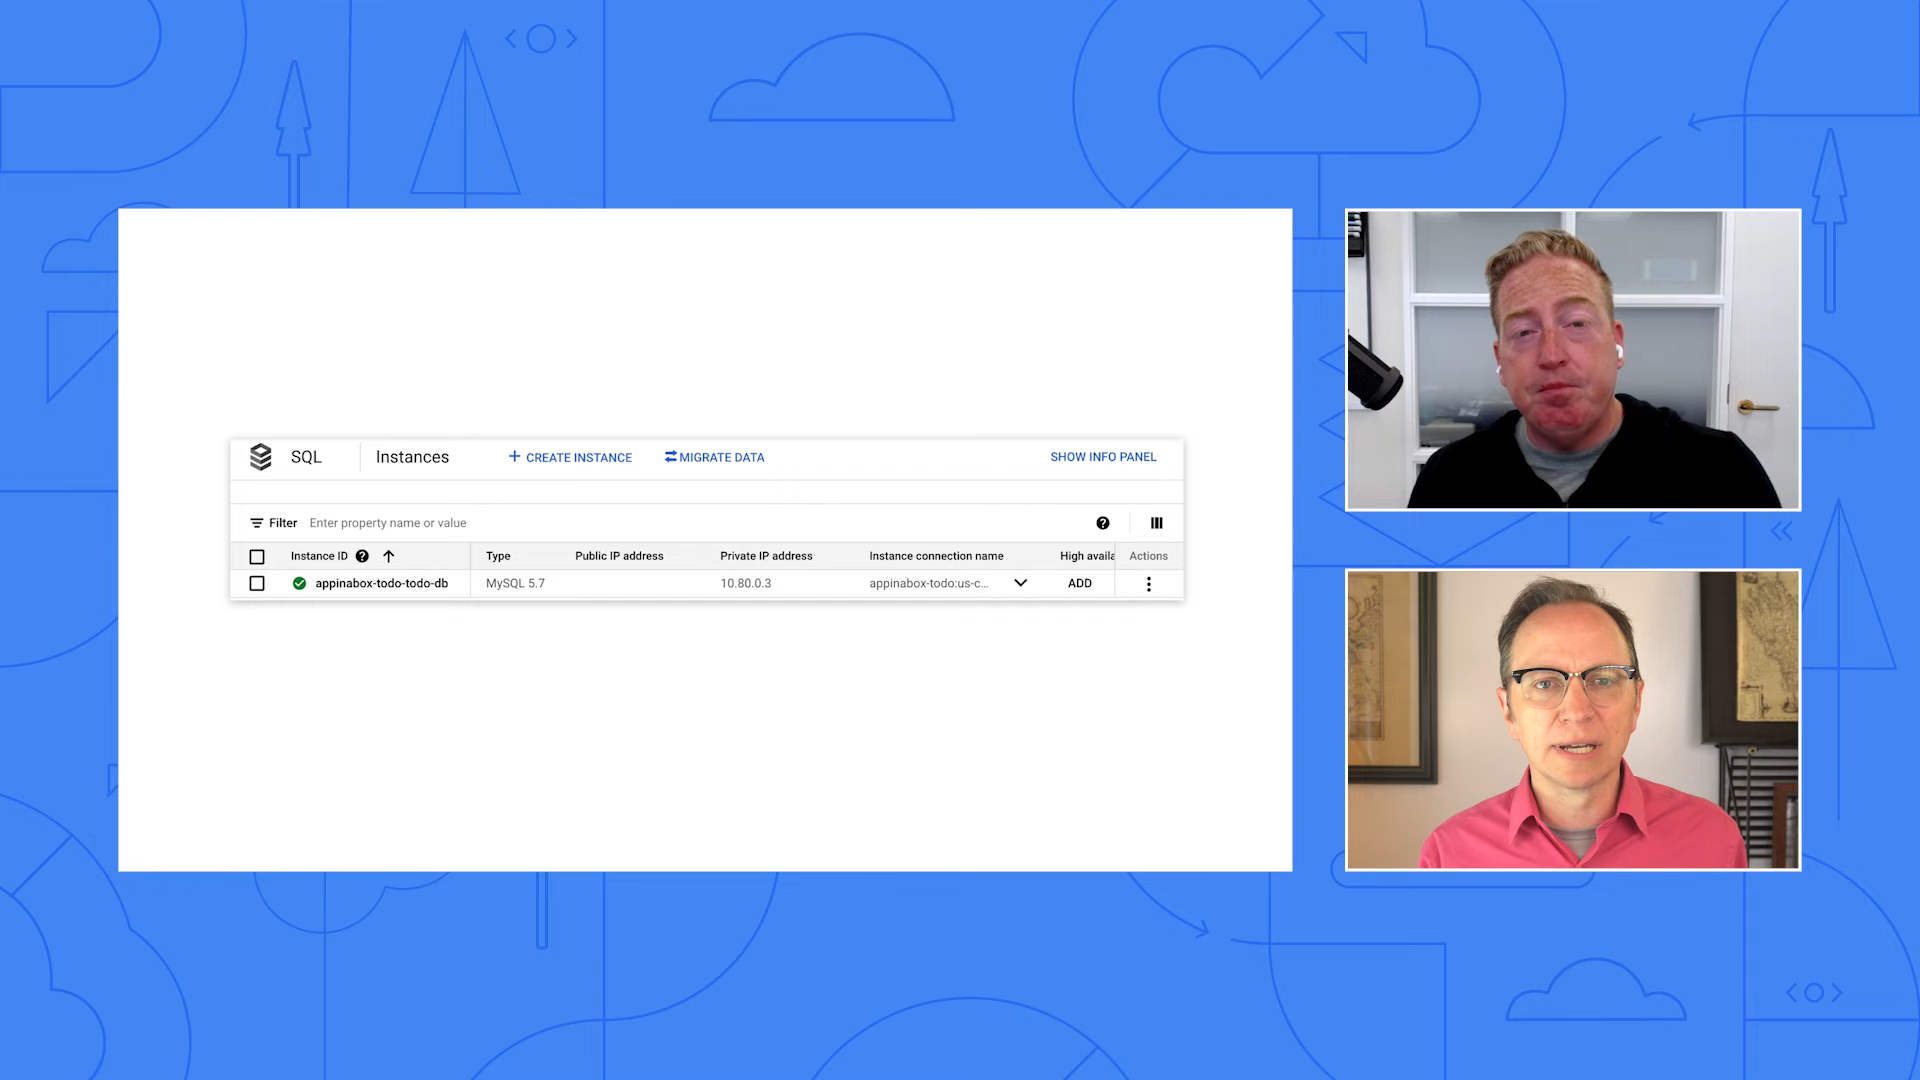 SQL Instances CREATE INSTANCE MIGRATE DATA SHOW INFO PANEL
Filter Enter property name or value
Instance ID Type Public IP address Private IP address Instance connection name High availa Actions
appinabox-todo-todo-db MySQL 5.7 10.80.0.3 appinabox-todo:us-c... ADD